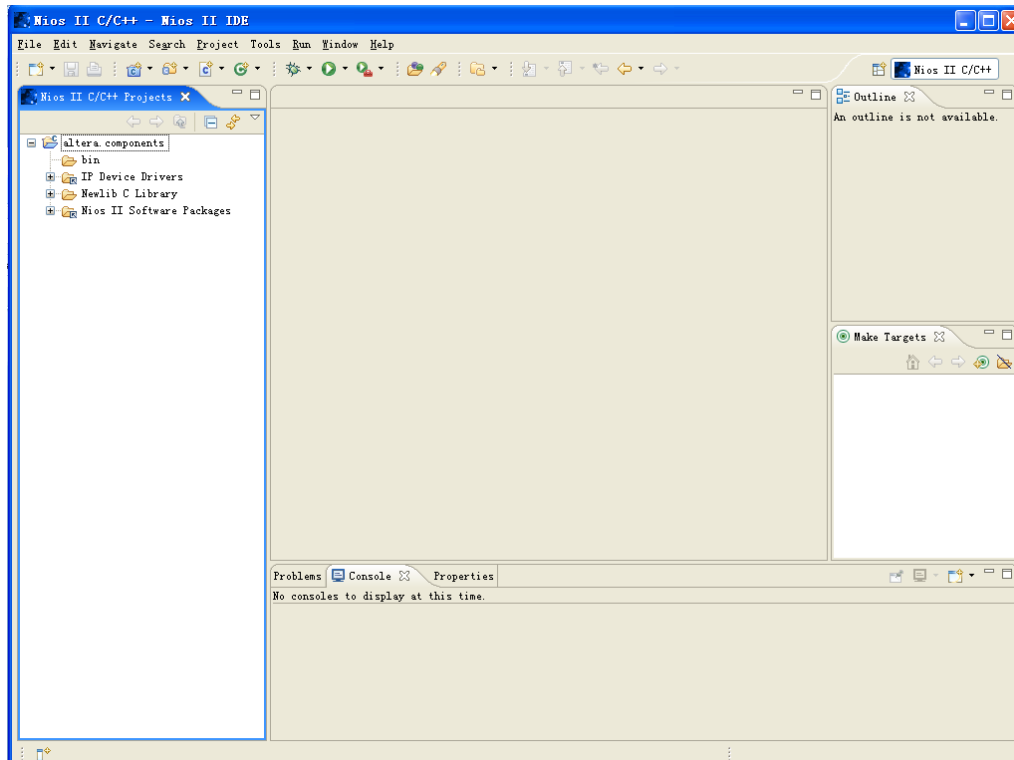 Nios II C/C++ - Nios II IDE
File Edit Navigate Search Project Tools Run Window Help
Nios II C/C++
Nios II C/C++ Projects
altera.components
bin
IP Device Drivers
Newlib C Library
Nios II Software Packages
Outline
An outline is not available.
Make Targets
Problems Console Properties
No consoles to display at this time.